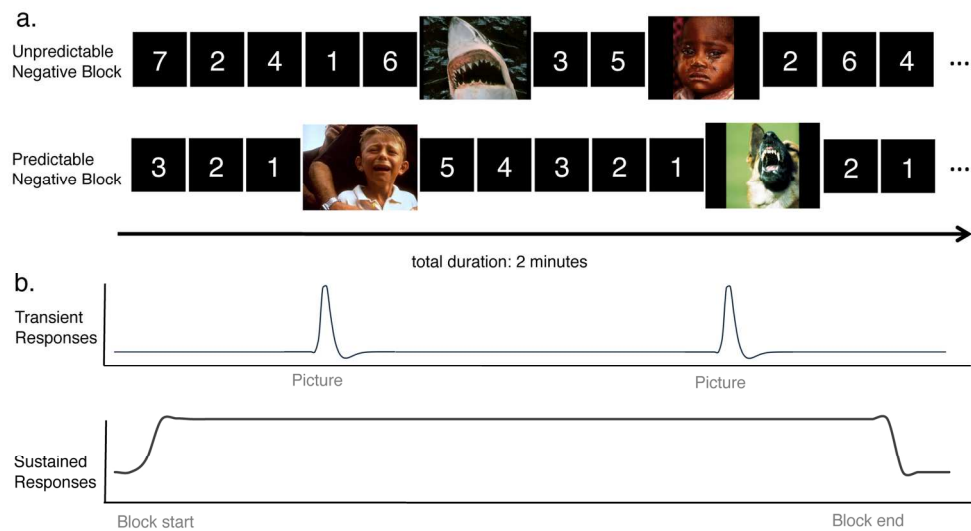 a.
Unpredictable
Negative Block
7 2 4 1 6 3 5 2 6 4 ...
Predictable
Negative Block
3 2 1 5 4 3 2 1 2 1 ...
total duration: 2 minutes
b.
Transient
Responses
Picture Picture
Sustained
Responses
Block start Block end